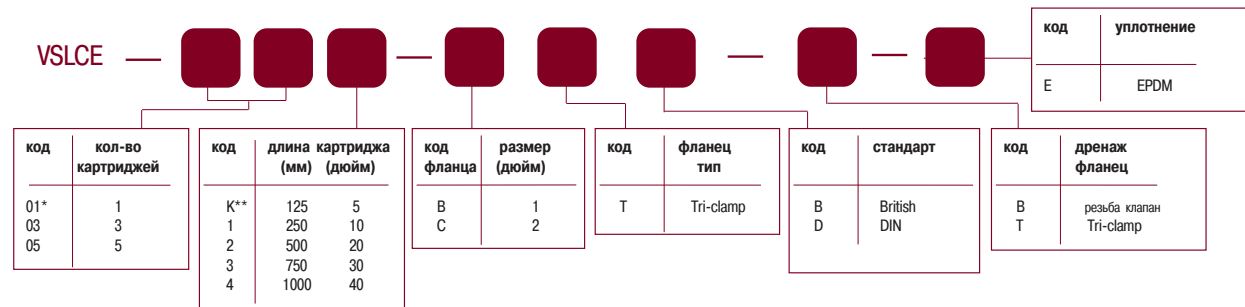 VSLCE — — — —
код уплотнение
E EPDM
код кол-во
картриджей
01* 1
03 3
05 5
код длина картриджа
(мм) (дюйм)
K** 125 5
1 250 10
2 500 20
3 750 30
4 1000 40
код размер
фланца (дюйм)
B 1
C 2
код фланец
тип
T Tri-clamp
код стандарт
B British
D DIN
код дренаж
фланец
B резьба клапан
T Tri-clamp